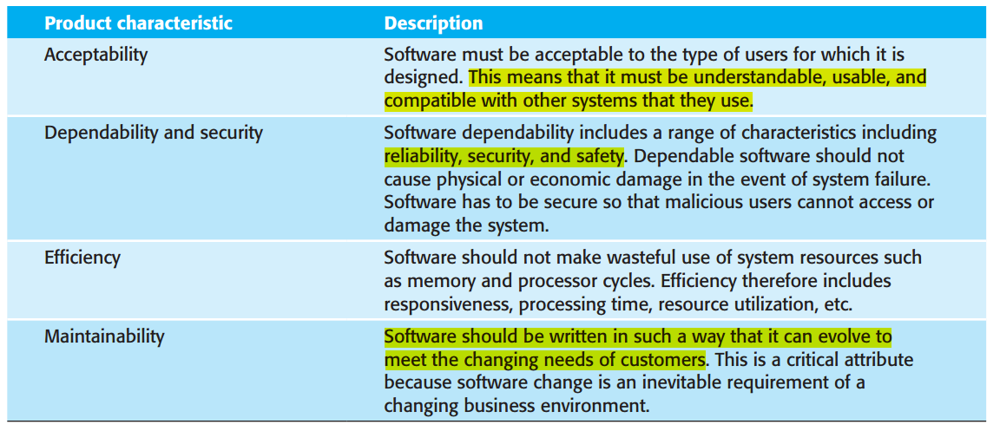 Product characteristic Description
Acceptability Software must be acceptable to the type of users for which it is
designed. This means that it must be understandable, usable, and
compatible with other systems that they use.
Dependability and security Software dependability includes a range of characteristics including
reliability, security, and safety. Dependable software should not
cause physical or economic damage in the event of system failure.
Software has to be secure so that malicious users cannot access or
damage the system.
Efficiency Software should not make wasteful use of system resources such
as memory and processor cycles. Efficiency therefore includes
responsiveness, processing time, resource utilization, etc.
Maintainability Software should be written in such a way that it can evolve to
meet the changing needs of customers. This is a critical attribute
because software change is an inevitable requirement of a
changing business environment.